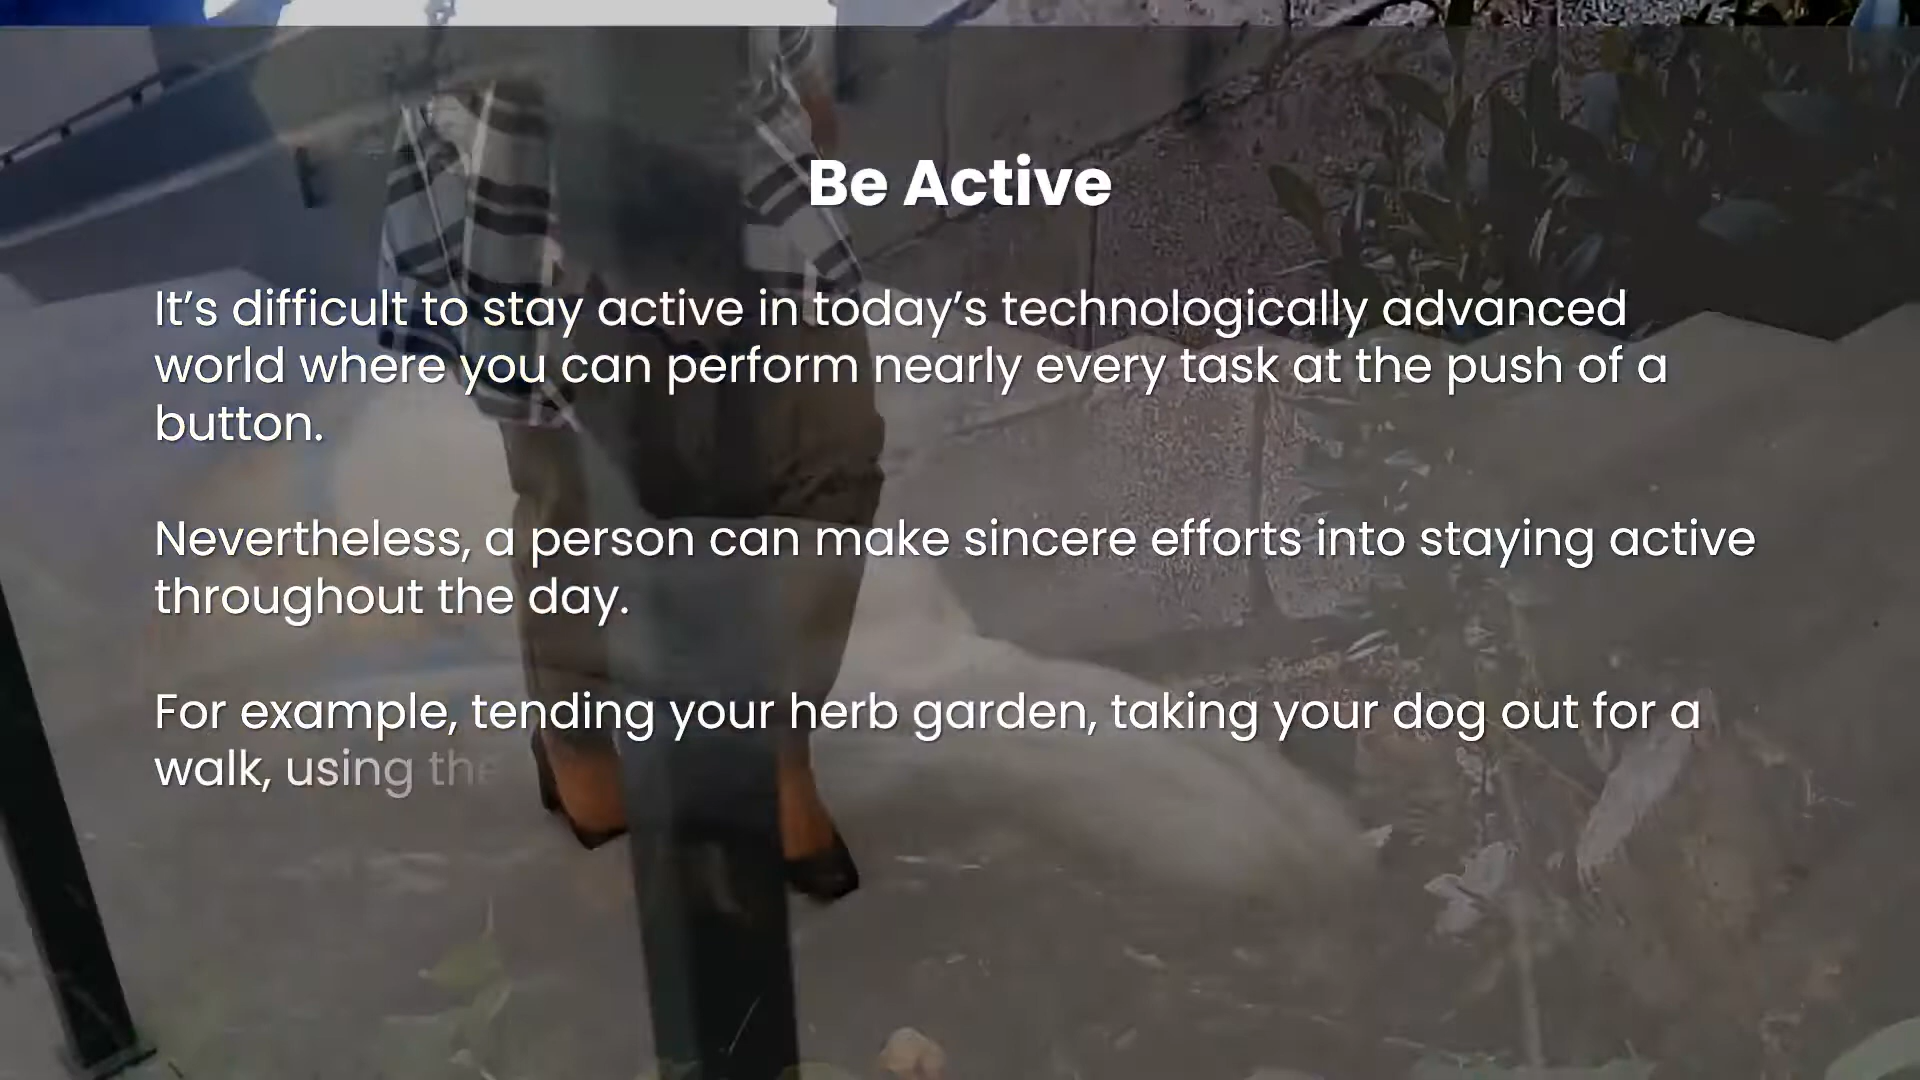 Be Active
It’s difficult to stay active in today’s technologically advanced
world where you can perform nearly every task at the push of a
button.
Nevertheless, a person can make sincere efforts into staying active
throughout the day.
For example, tending your herb garden, taking your dog out for a
walk, using the